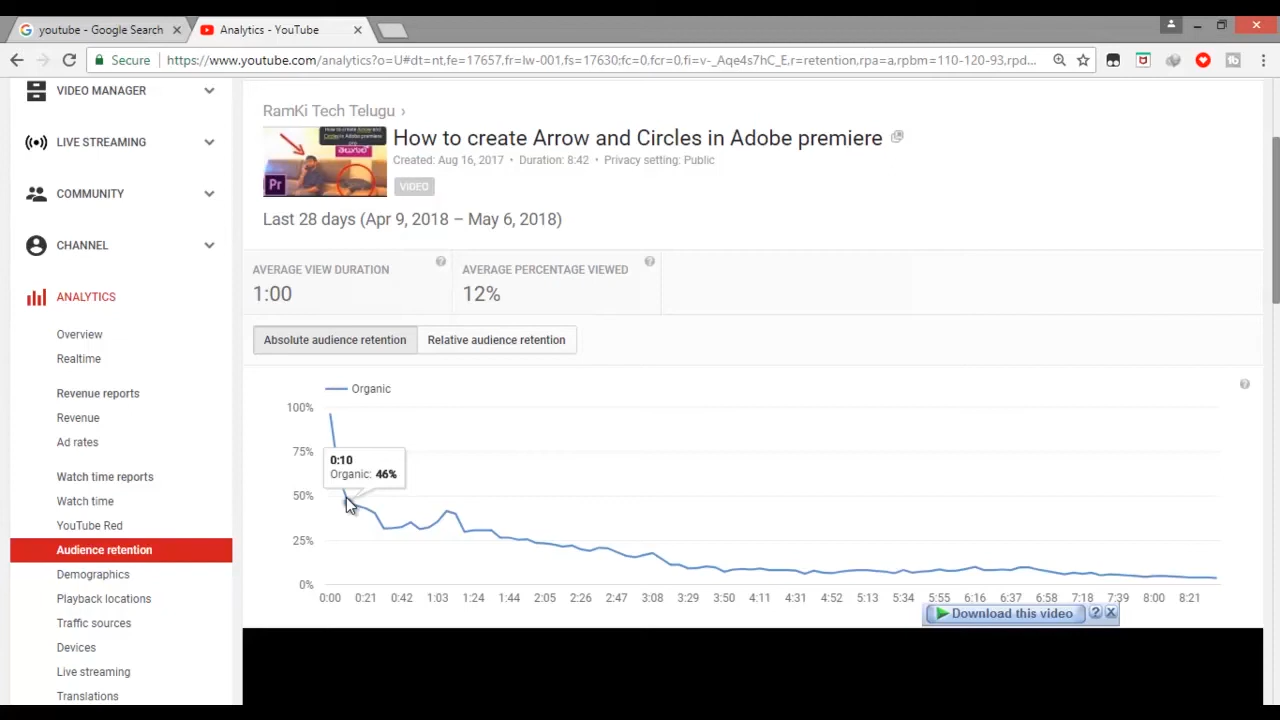 youtube - Google Search
Analytics - YouTube
Secure
https://www.youtube.com/analytics?o=U#dt=nt,fe=17657,fr=lw-001,fs=17630;fc=0,fcr=0,fi=v-_Aqe4s7hC_E,r=retention,rpa=a,rpbm=110-120-93,rpd...
VIDEO MANAGER
LIVE STREAMING
COMMUNITY
CHANNEL
ANALYTICS
Overview
Realtime
Revenue reports
Revenue
Ad rates
Watch time reports
Watch time
YouTube Red
Audience retention
Demographics
Playback locations
Traffic sources
Devices
Live streaming
Translations
RamKi Tech Telugu ›
Pr
How to create Arrow and Circles in Adobe premiere
Created: Aug 16, 2017 • Duration: 8:42 • Privacy setting: Public
VIDEO
Last 28 days (Apr 9, 2018 – May 6, 2018)
AVERAGE VIEW DURATION
1:00
AVERAGE PERCENTAGE VIEWED
12%
Absolute audience retention
Relative audience retention
Organic
100%
75%
50%
25%
0%
0:10
Organic: 46%
0:00 0:21 0:42 1:03 1:24 1:44 2:05 2:26 2:47 3:08 3:29 3:50 4:11 4:31 4:52 5:13 5:34 5:55 6:16 6:37 6:58 7:18 7:39 8:00 8:21
Download this video